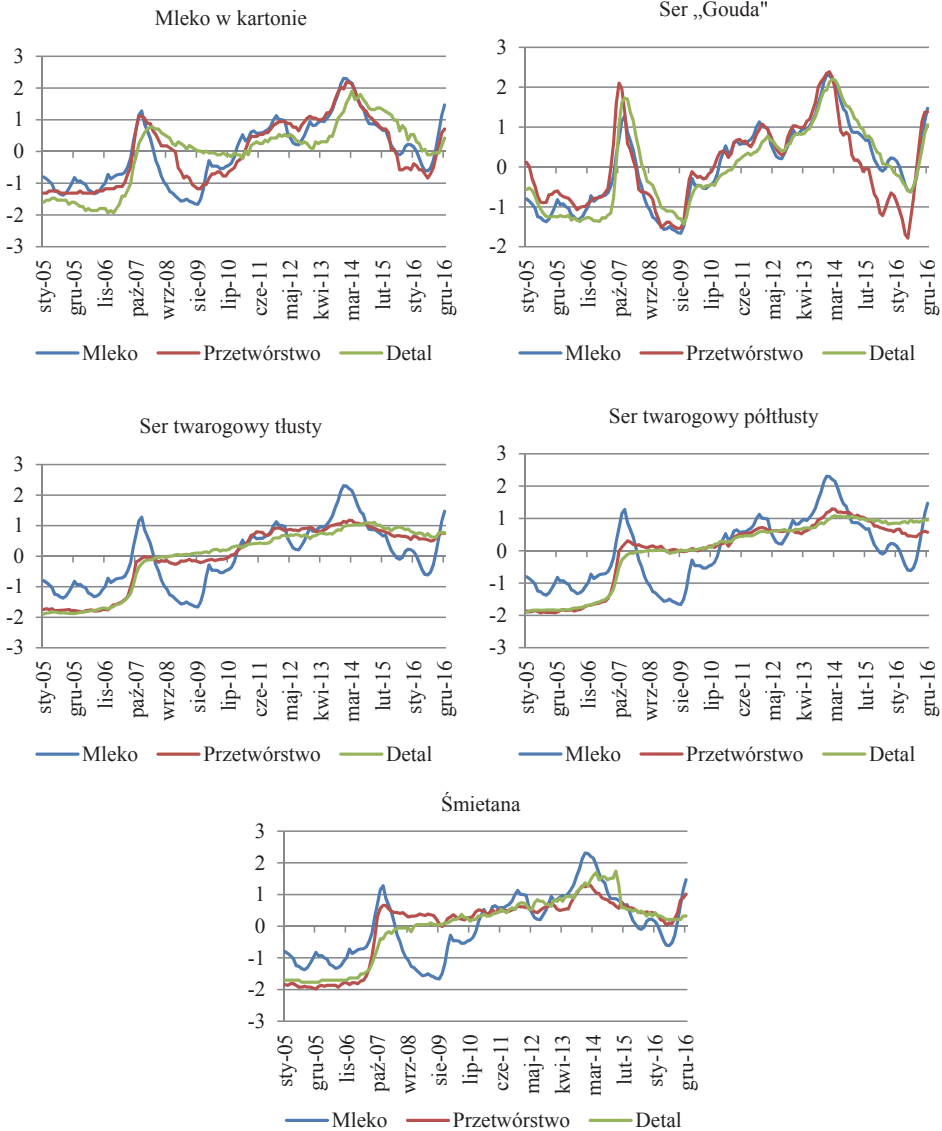 Mleko w kartonie
3
2
1
0
-1
-2
-3
sty-05
gru-05
lis-06
paź-07
wrz-08
sie-09
lip-10
cze-11
maj-12
kwi-13
mar-14
lut-15
sty-16
gru-16
Mleko Przetwórstwo Detal
Ser „Gouda"
3
2
1
0
-1
-2
sty-05
gru-05
lis-06
paź-07
wrz-08
sie-09
lip-10
cze-11
maj-12
kwi-13
mar-14
lut-15
sty-16
gru-16
Mleko Przetwórstwo Detal
Ser twarogowy tłusty
3
2
1
0
-1
-2
-3
sty-05
gru-05
lis-06
paź-07
wrz-08
sie-09
lip-10
cze-11
maj-12
kwi-13
mar-14
lut-15
sty-16
gru-16
Mleko Przetwórstwo Detal
Ser twarogowy półtłusty
3
2
1
0
-1
-2
-3
sty-05
gru-05
lis-06
paź-07
wrz-08
sie-09
lip-10
cze-11
maj-12
kwi-13
mar-14
lut-15
sty-16
gru-16
Mleko Przetwórstwo Detal
Śmietana
3
2
1
0
-1
-2
-3
sty-05
gru-05
lis-06
paź-07
wrz-08
sie-09
lip-10
cze-11
maj-12
kwi-13
mar-14
lut-15
sty-16
gru-16
Mleko Przetwórstwo Detal